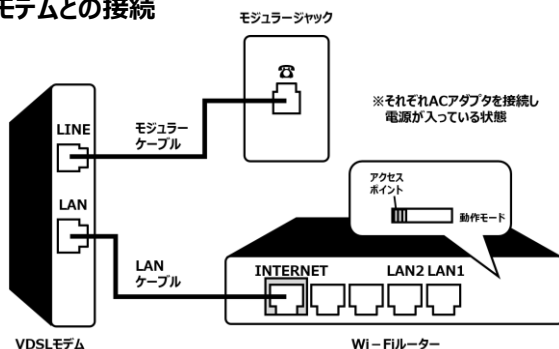 モデムとの接続
モジュラージャック
※それぞれACアダプタを接続し
電源が入っている状態
LINE
モジュラー
ケーブル
アクセス
ポイント
動作モード
LAN
LAN
ケーブル
INTERNET
LAN2 LAN1
VDSLモデム
Wi－Fiルーター